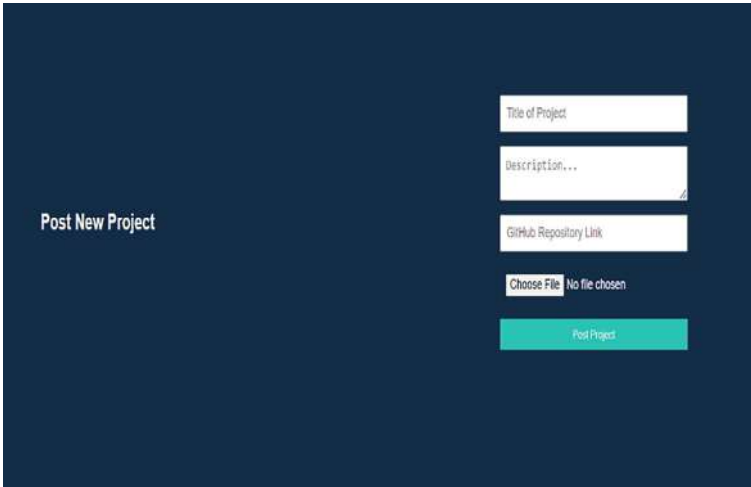 Post New Project
Title of Project
Description...
GitHub Repository Link
Choose File No file chosen
Post Project